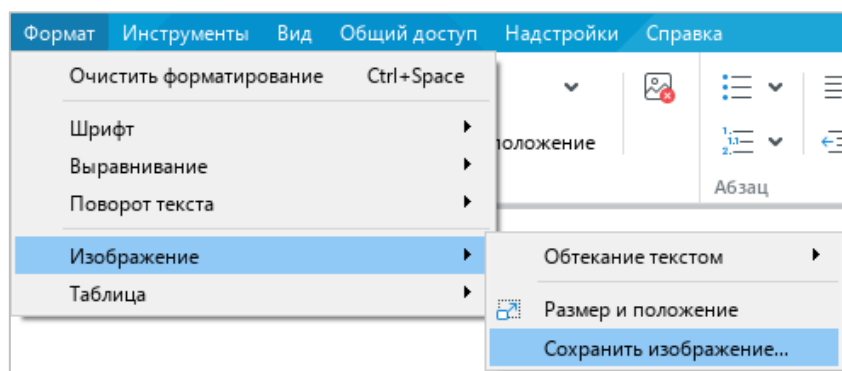 Формат Инструменты Вид Общий доступ Надстройки Справка
Очистить форматирование Ctrl+Space
Шрифт
Выравнивание
Поворот текста
Изображение
Таблица
положение
Абзац
Обтекание текстом
Размер и положение
Сохранить изображение...